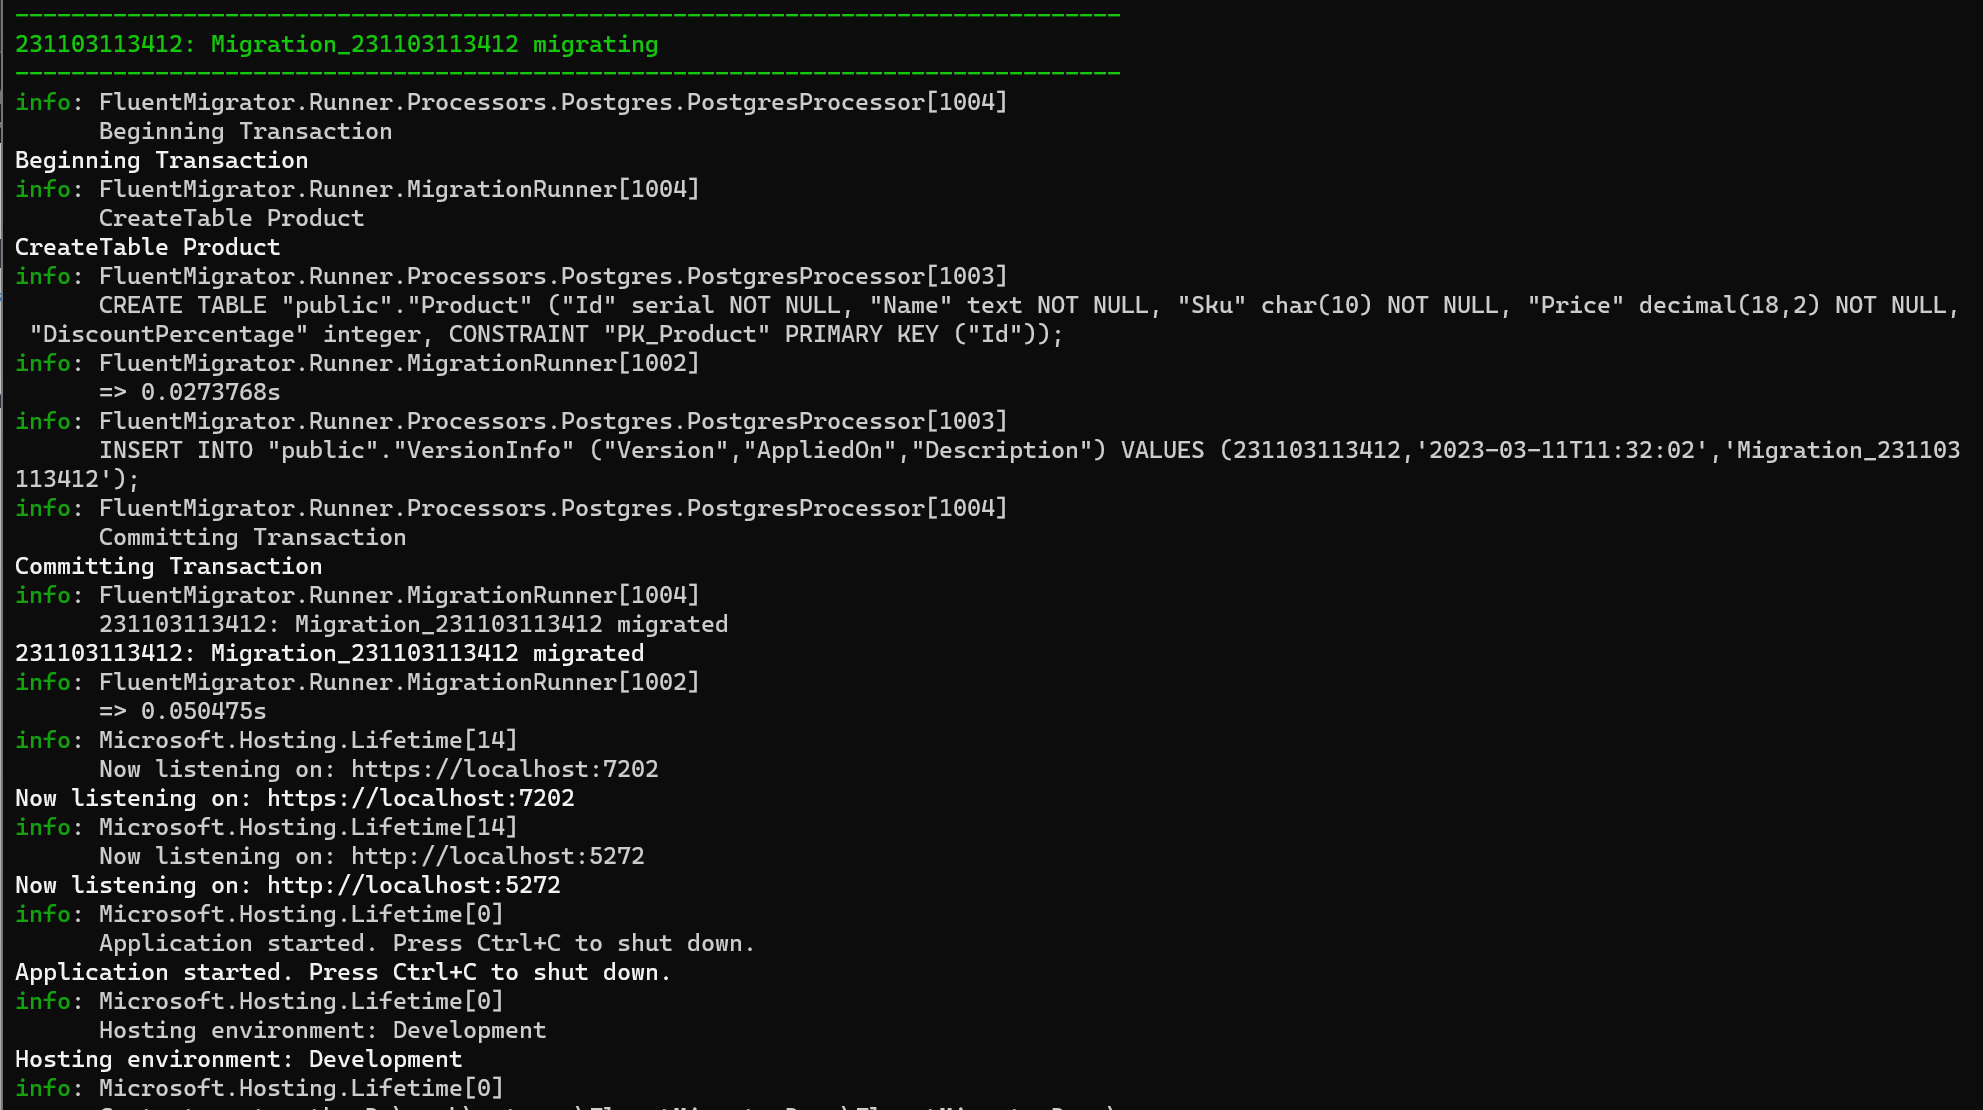 -------------------------------------------------------------------------------
231103113412: Migration_231103113412 migrating
-------------------------------------------------------------------------------
info: FluentMigrator.Runner.Processors.Postgres.PostgresProcessor[1004]
      Beginning Transaction
Beginning Transaction
info: FluentMigrator.Runner.MigrationRunner[1004]
      CreateTable Product
CreateTable Product
info: FluentMigrator.Runner.Processors.Postgres.PostgresProcessor[1003]
      CREATE TABLE "public"."Product" ("Id" serial NOT NULL, "Name" text NOT NULL, "Sku" char(10) NOT NULL, "Price" decimal(18,2) NOT NULL,
 "DiscountPercentage" integer, CONSTRAINT "PK_Product" PRIMARY KEY ("Id"));
info: FluentMigrator.Runner.MigrationRunner[1002]
      => 0.0273768s
info: FluentMigrator.Runner.Processors.Postgres.PostgresProcessor[1003]
      INSERT INTO "public"."VersionInfo" ("Version","AppliedOn","Description") VALUES (231103113412,'2023-03-11T11:32:02','Migration_231103
113412');
info: FluentMigrator.Runner.Processors.Postgres.PostgresProcessor[1004]
      Committing Transaction
Committing Transaction
info: FluentMigrator.Runner.MigrationRunner[1004]
      231103113412: Migration_231103113412 migrated
231103113412: Migration_231103113412 migrated
info: FluentMigrator.Runner.MigrationRunner[1002]
      => 0.050475s
info: Microsoft.Hosting.Lifetime[14]
      Now listening on: https://localhost:7202
Now listening on: https://localhost:7202
info: Microsoft.Hosting.Lifetime[14]
      Now listening on: http://localhost:5272
Now listening on: http://localhost:5272
info: Microsoft.Hosting.Lifetime[0]
      Application started. Press Ctrl+C to shut down.
Application started. Press Ctrl+C to shut down.
info: Microsoft.Hosting.Lifetime[0]
      Hosting environment: Development
Hosting environment: Development
info: Microsoft.Hosting.Lifetime[0]